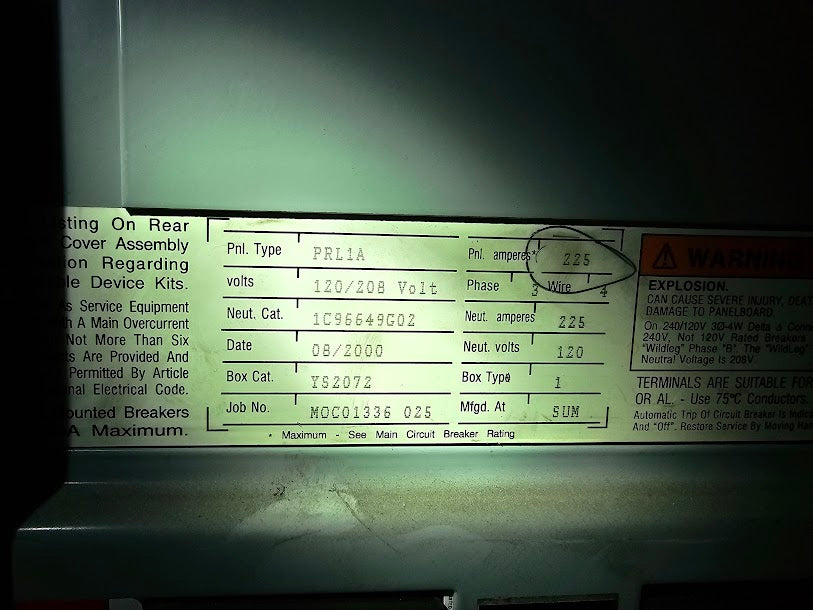 sting On Rear
Cover Assembly
ion Regarding
le Device Kits.
As Service Equipment
A Main Overcurrent
Not More Than Six
ts Are Provided And
Permitted By Article
nal Electrical Code.
ounted Breakers
A Maximum.
Pnl. Type PRL1A Pnl. amperes* 225
volts 120/208 Volt Phase 3 Wire 4
Neut. Cat. 1C96649G02 Neut. amperes 225
Date 08/2000 Neut. volts 120
Box Cat. YS2072 Box Type 1
Job No. MOC01336 025 Mfgd. At SUM
* Maximum - See Main Circuit Breaker Rating
WARNING
EXPLOSION.
CAN CAUSE SEVERE INJURY, DEAT
DAMAGE TO PANELBOARD.
On 240/120V 3Ø-4W Delta Δ Conne
240V, Not 120V Rated Breakers
"Wildleg" Phase "B". The "Wildleg"
Neutral Voltage Is 208V.
TERMINALS ARE SUITABLE FOR
OR AL. - Use 75°C Conductors.
Automatic Trip Of Circuit Breaker Is Indica
And "Off". Restore Service By Moving Han